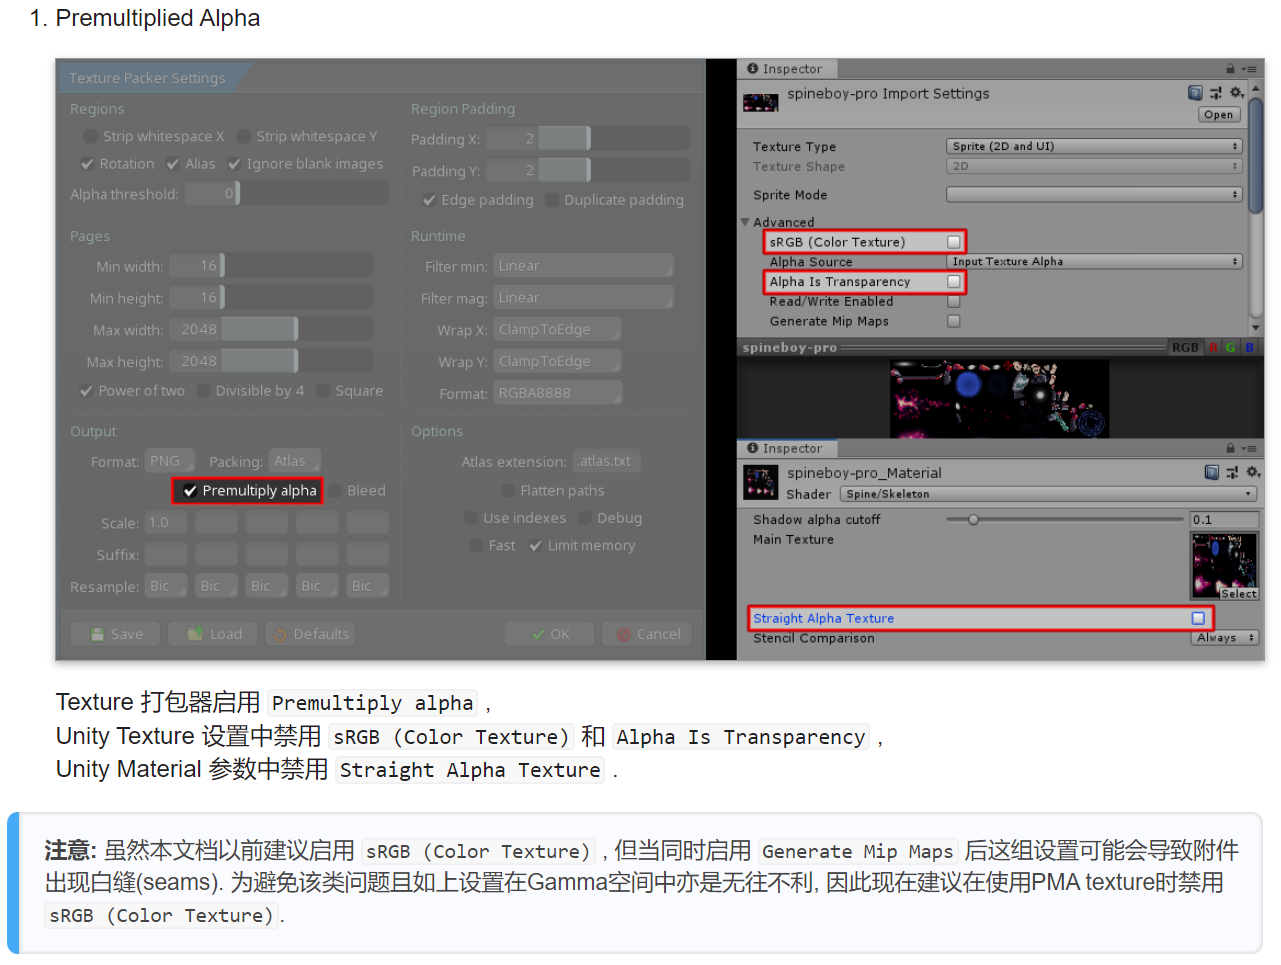 1. Premultiplied Alpha
Texture Packer Settings
Regions
Strip whitespace X
Strip whitespace Y
Rotation
Alias
Ignore blank images
Alpha threshold: 0
Region Padding
Padding X: 2
Padding Y: 2
Edge padding
Duplicate padding
Pages
Min width: 16
Min height: 16
Max width: 2048
Max height: 2048
Power of two
Divisible by 4
Square
Runtime
Filter min: Linear
Filter mag: Linear
Wrap X: ClampToEdge
Wrap Y: ClampToEdge
Format: RGBA8888
Output
Format: PNG
Packing: Atlas
Premultiply alpha
Bleed
Scale: 1.0
Suffix:
Resample: Bic Bic Bic Bic Bic
Options
Atlas extension: .atlas.txt
Flatten paths
Use indexes
Debug
Fast
Limit memory
Save
Load
Defaults
OK
Cancel
Inspector
spineboy-pro Import Settings
Open
Texture Type Sprite (2D and UI)
Texture Shape 2D
Sprite Mode
Advanced
sRGB (Color Texture)
Alpha Source Input Texture Alpha
Alpha Is Transparency
Read/Write Enabled
Generate Mip Maps
spineboy-pro RGB R G B
Inspector
spineboy-pro_Material
Shader Spine/Skeleton
Shadow alpha cutoff 0.1
Main Texture
Select
Straight Alpha Texture
Stencil Comparison Always
Texture 打包器启用 Premultiply alpha ,
Unity Texture 设置中禁用 sRGB (Color Texture) 和 Alpha Is Transparency ,
Unity Material 参数中禁用 Straight Alpha Texture .
注意: 虽然本文档以前建议启用 sRGB (Color Texture) , 但当同时启用 Generate Mip Maps 后这组设置可能会导致附件
出现白缝(seams). 为避免该类问题且如上设置在Gamma空间中亦是无往不利, 因此现在建议在使用PMA texture时禁用
sRGB (Color Texture) .